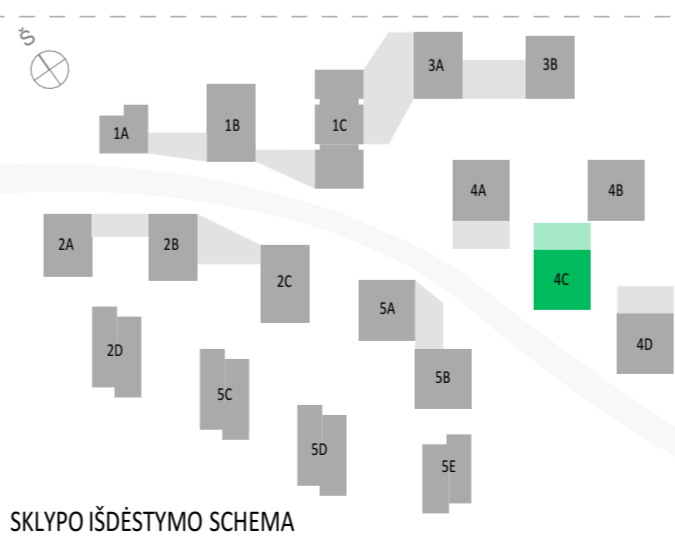 Š
3A
3B
1A
1B
1C
4A
4B
2A
2B
2C
4C
5A
4D
2D
5B
5C
5D
5E
SKLYPO IŠDĖSTYMO SCHEMA